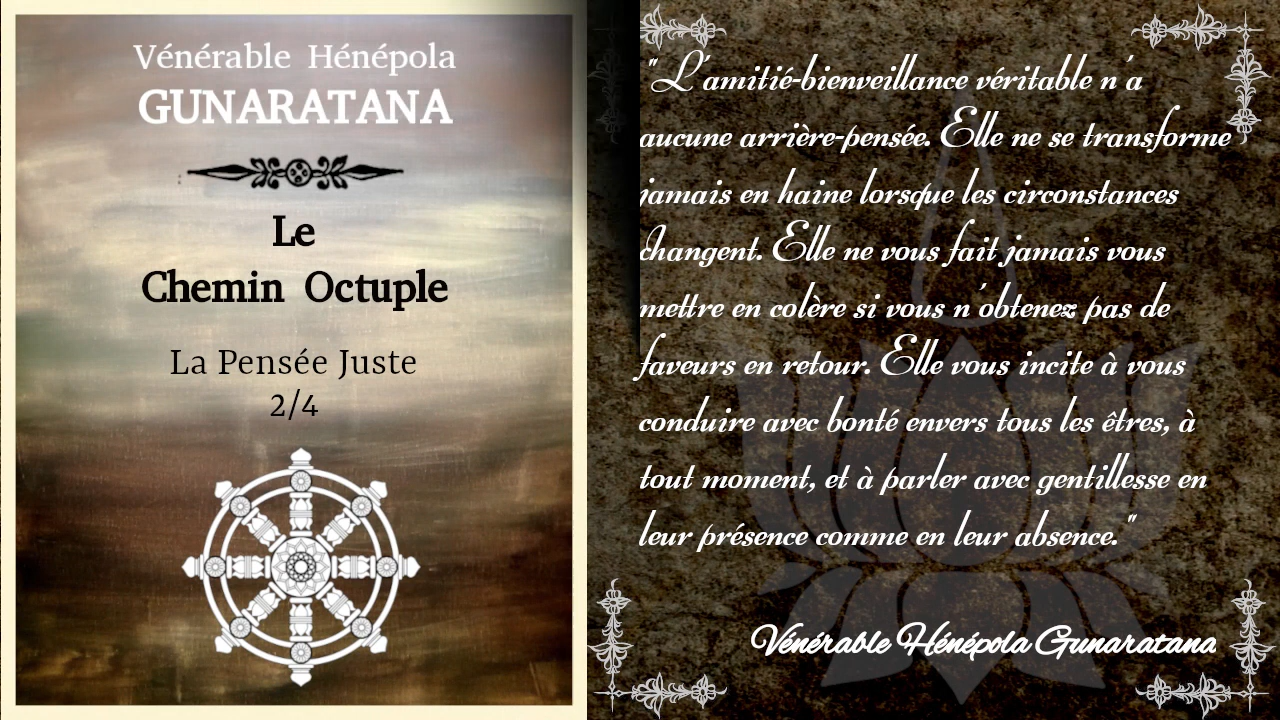 Vénérable Hénépola
GUNARATANA
Le
Chemin Octuple
La Pensée Juste
2/4
"L'amitié-bienveillance véritable n'a
aucune arrière-pensée. Elle ne se transforme
jamais en haine lorsque les circonstances
changent. Elle ne vous fait jamais vous
mettre en colère si vous n'obtenez pas de
faveurs en retour. Elle vous incite à vous
conduire avec bonté envers tous les êtres, à
tout moment, et à parler avec gentillesse en
leur présence comme en leur absence."
Vénérable Hénépola Gunaratana